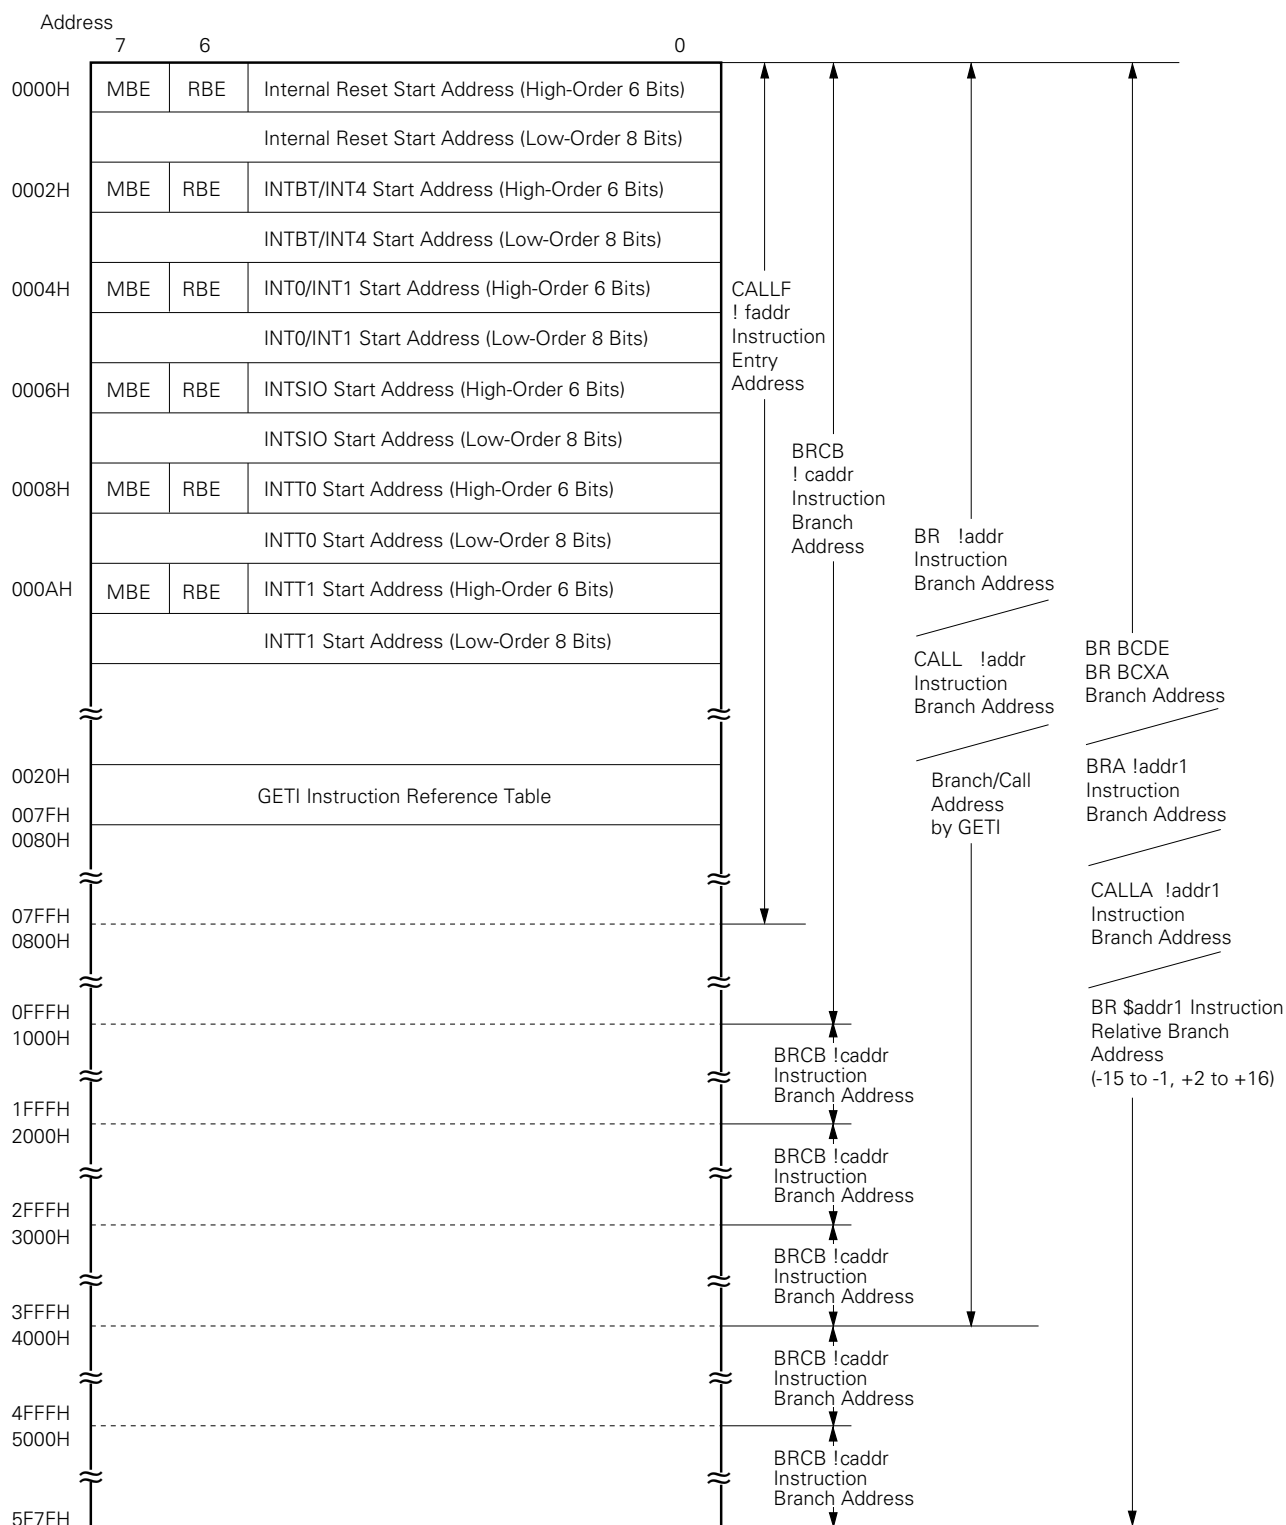 Address
7 6 0
0000H MBE RBE Internal Reset Start Address (High-Order 6 Bits)
Internal Reset Start Address (Low-Order 8 Bits)
0002H MBE RBE INTBT/INT4 Start Address (High-Order 6 Bits)
INTBT/INT4 Start Address (Low-Order 8 Bits)
0004H MBE RBE INT0/INT1 Start Address (High-Order 6 Bits)
INT0/INT1 Start Address (Low-Order 8 Bits)
0006H MBE RBE INTSIO Start Address (High-Order 6 Bits)
INTSIO Start Address (Low-Order 8 Bits)
0008H MBE RBE INTT0 Start Address (High-Order 6 Bits)
INTT0 Start Address (Low-Order 8 Bits)
000AH MBE RBE INTT1 Start Address (High-Order 6 Bits)
INTT1 Start Address (Low-Order 8 Bits)
0020H
GETI Instruction Reference Table
007FH
0080H
07FFH
0800H
0FFFH
1000H
1FFFH
2000H
2FFFH
3000H
3FFFH
4000H
4FFFH
5000H
5F7FH
CALLF
! faddr
Instruction
Entry
Address
BRCB
! caddr
Instruction
Branch
Address
BRCB !caddr
Instruction
Branch Address
BRCB !caddr
Instruction
Branch Address
BRCB !caddr
Instruction
Branch Address
BRCB !caddr
Instruction
Branch Address
BRCB !caddr
Instruction
Branch Address
BR !addr
Instruction
Branch Address
CALL !addr
Instruction
Branch Address
Branch/Call
Address
by GETI
BR BCDE
BR BCXA
Branch Address
BRA !addr1
Instruction
Branch Address
CALLA !addr1
Instruction
Branch Address
BR $addr1 Instruction
Relative Branch
Address
(-15 to -1, +2 to +16)